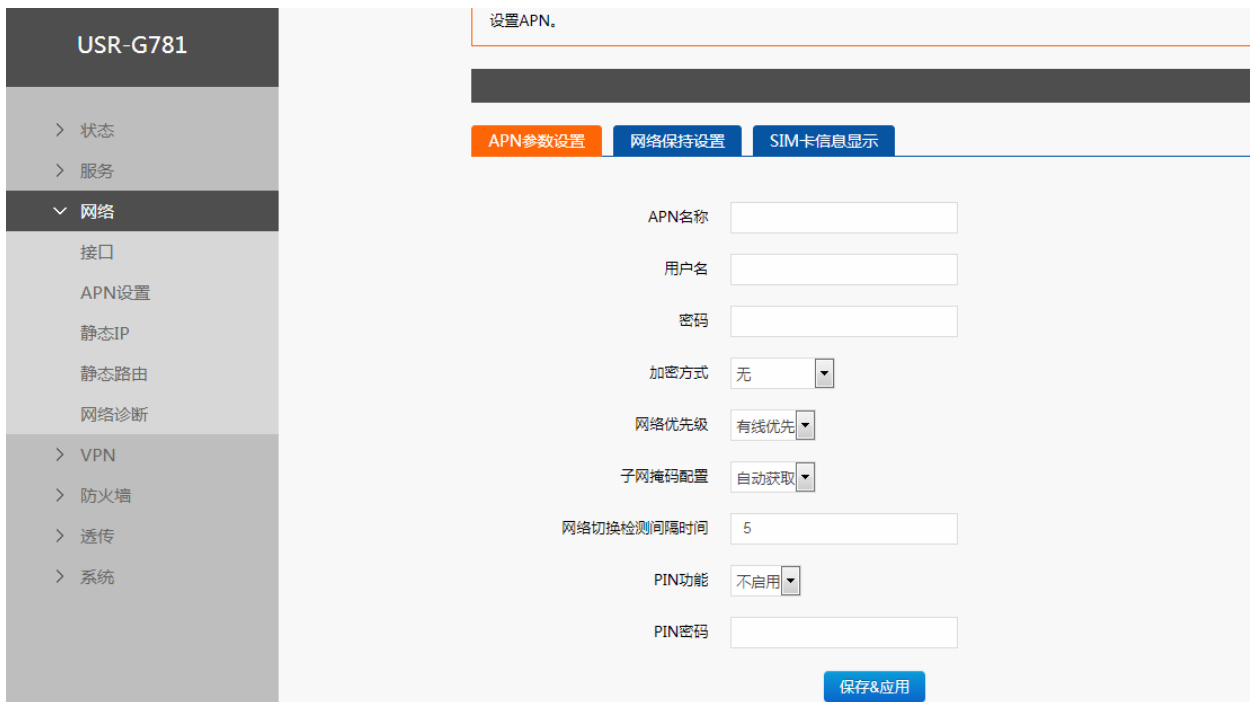 设置APN。
USR-G781
状态
服务
网络
接口
APN设置
静态IP
静态路由
网络诊断
VPN
防火墙
透传
系统
APN参数设置 网络保持设置 SIM卡信息显示
APN名称
用户名
密码
加密方式 无
网络优先级 有线优先
子网掩码配置 自动获取
网络切换检测间隔时间 5
PIN功能 不启用
PIN密码
保存&应用